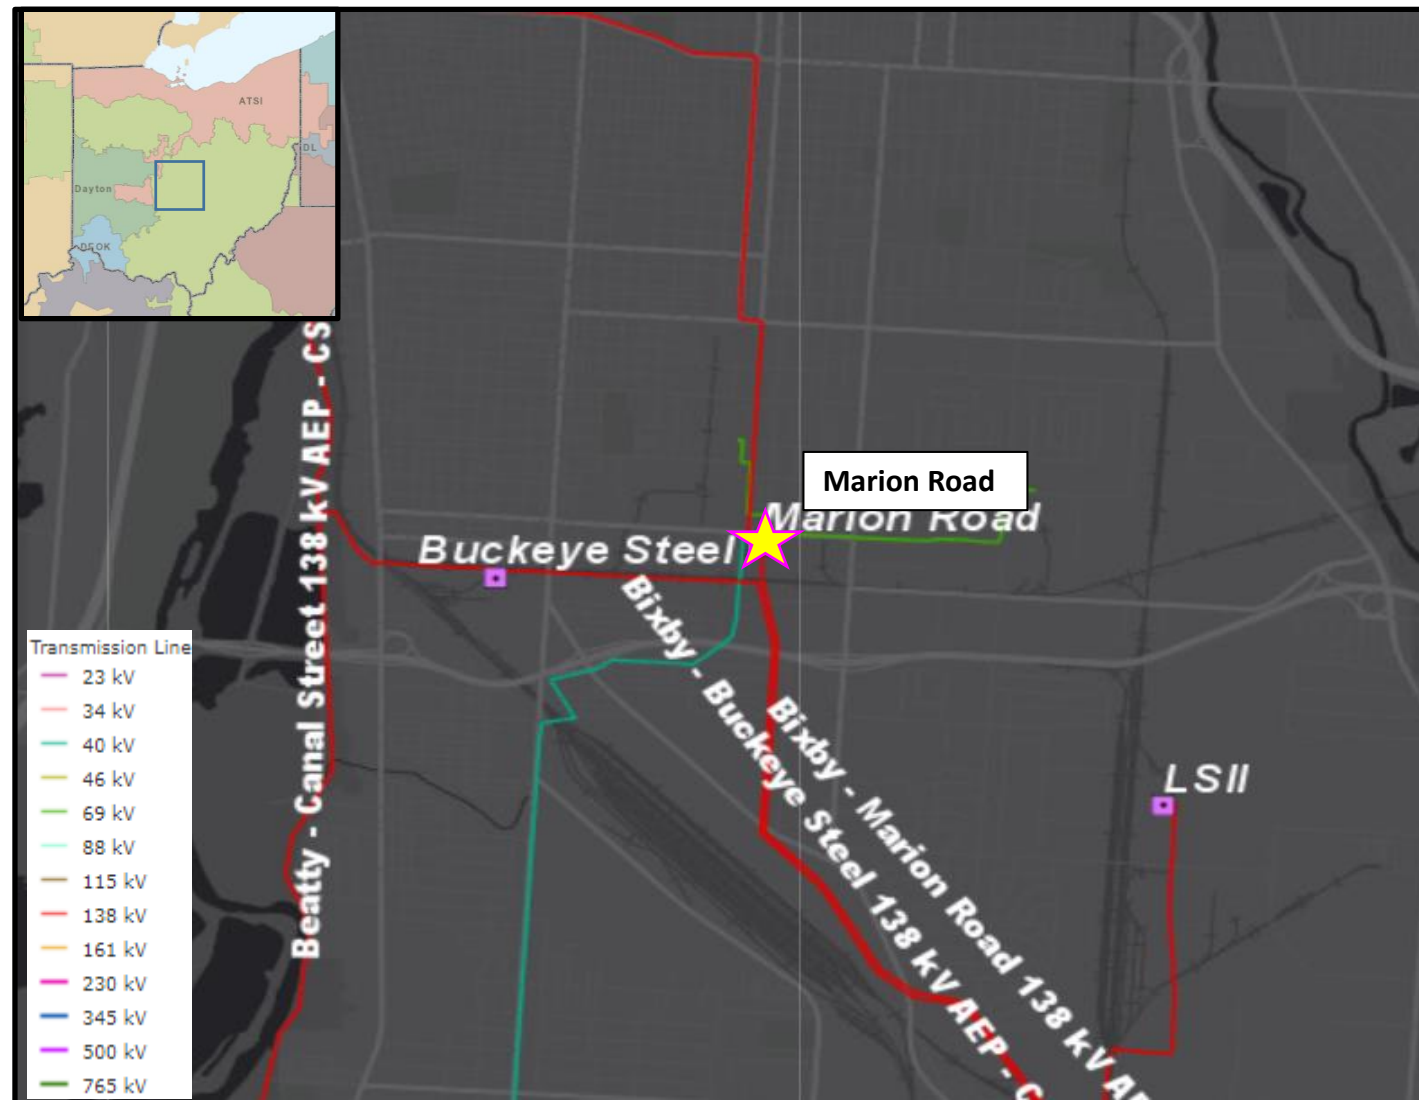 ATSI
DL
Dayton
DEOK
Marion Road
Marion Road
Buckeye Steel
Beatty - Canal Street 138 kV AEP - CS
Bixby - Buckeye Steel 138 kV AEP - C
Bixby - Marion Road 138 kV AE
LSII
Transmission Line
23 kV
34 kV
40 kV
46 kV
69 kV
88 kV
115 kV
138 kV
161 kV
230 kV
345 kV
500 kV
765 kV